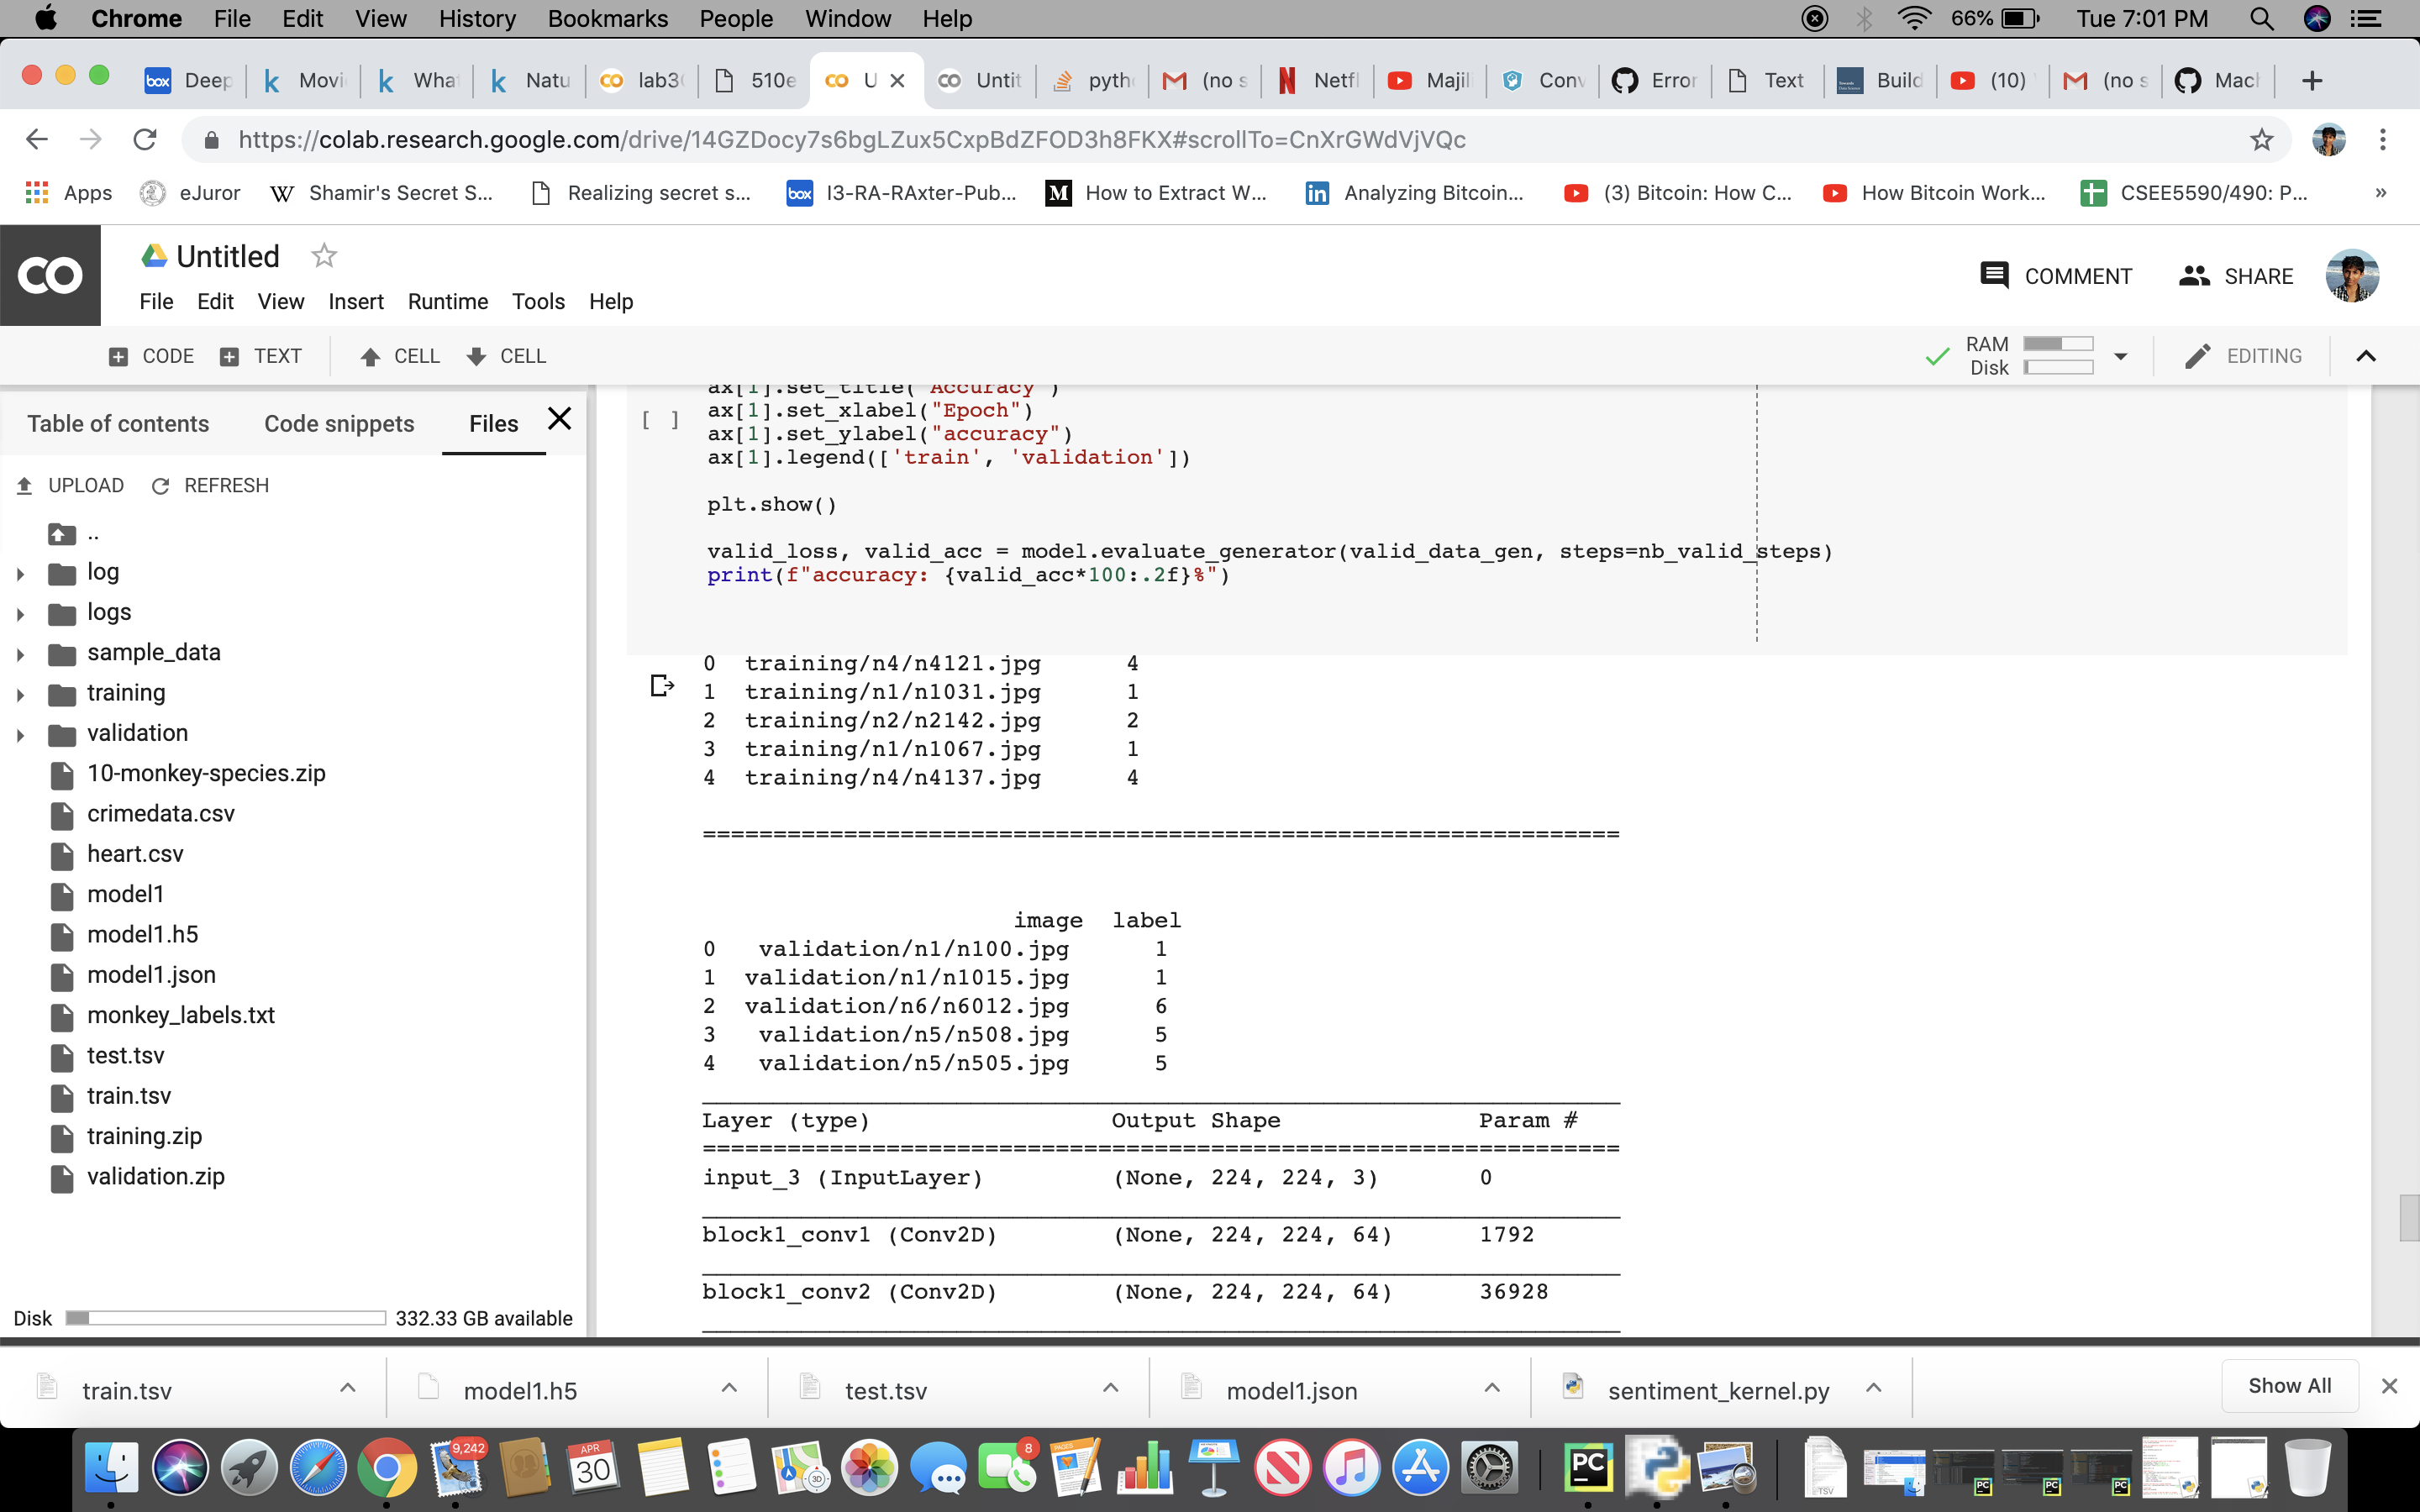 Chrome File Edit View History Bookmarks People Window Help 66% Tue 7:01 PM
box Deep k Movi k What k Natu lab3 510e U Untit pyth (no s Netfl Majili Conv Error Text Build (10) (no s Mach
https://colab.research.google.com/drive/14GZDocy7s6bgLZux5CxpBdZFOD3h8FKX#scrollTo=CnXrGWdVjVQc
Apps eJuror W Shamir's Secret S... Realizing secret s... box I3-RA-RAxter-Pub... M How to Extract W... in Analyzing Bitcoin... (3) Bitcoin: How C... How Bitcoin Work... CSEE5590/490: P... »
CO Untitled
COMMENT SHARE
File Edit View Insert Runtime Tools Help
CODE TEXT CELL CELL RAM Disk EDITING
Table of contents Code snippets Files
UPLOAD REFRESH
..
log
logs
sample_data
training
validation
10-monkey-species.zip
crimedata.csv
heart.csv
model1
model1.h5
model1.json
monkey_labels.txt
test.tsv
train.tsv
training.zip
validation.zip
Disk 332.33 GB available
ax[1].set_title("Accuracy")
[ ] ax[1].set_xlabel("Epoch")
ax[1].set_ylabel("accuracy")
ax[1].legend(['train', 'validation'])
plt.show()
valid_loss, valid_acc = model.evaluate_generator(valid_data_gen, steps=nb_valid_steps)
print(f"accuracy: {valid_acc*100:.2f}%")
0 training/n4/n4121.jpg 4
1 training/n1/n1031.jpg 1
2 training/n2/n2142.jpg 2
3 training/n1/n1067.jpg 1
4 training/n4/n4137.jpg 4
=================================================================
image label
0 validation/n1/n100.jpg 1
1 validation/n1/n1015.jpg 1
2 validation/n6/n6012.jpg 6
3 validation/n5/n508.jpg 5
4 validation/n5/n505.jpg 5
_________________________________________________________________
Layer (type) Output Shape Param #
=================================================================
input_3 (InputLayer) (None, 224, 224, 3) 0
_________________________________________________________________
block1_conv1 (Conv2D) (None, 224, 224, 64) 1792
_________________________________________________________________
block1_conv2 (Conv2D) (None, 224, 224, 64) 36928
_________________________________________________________________
train.tsv model1.h5 test.tsv model1.json sentiment_kernel.py Show All
9,242 APR 30 3D 8 PAGES PC TSV PC PC PC